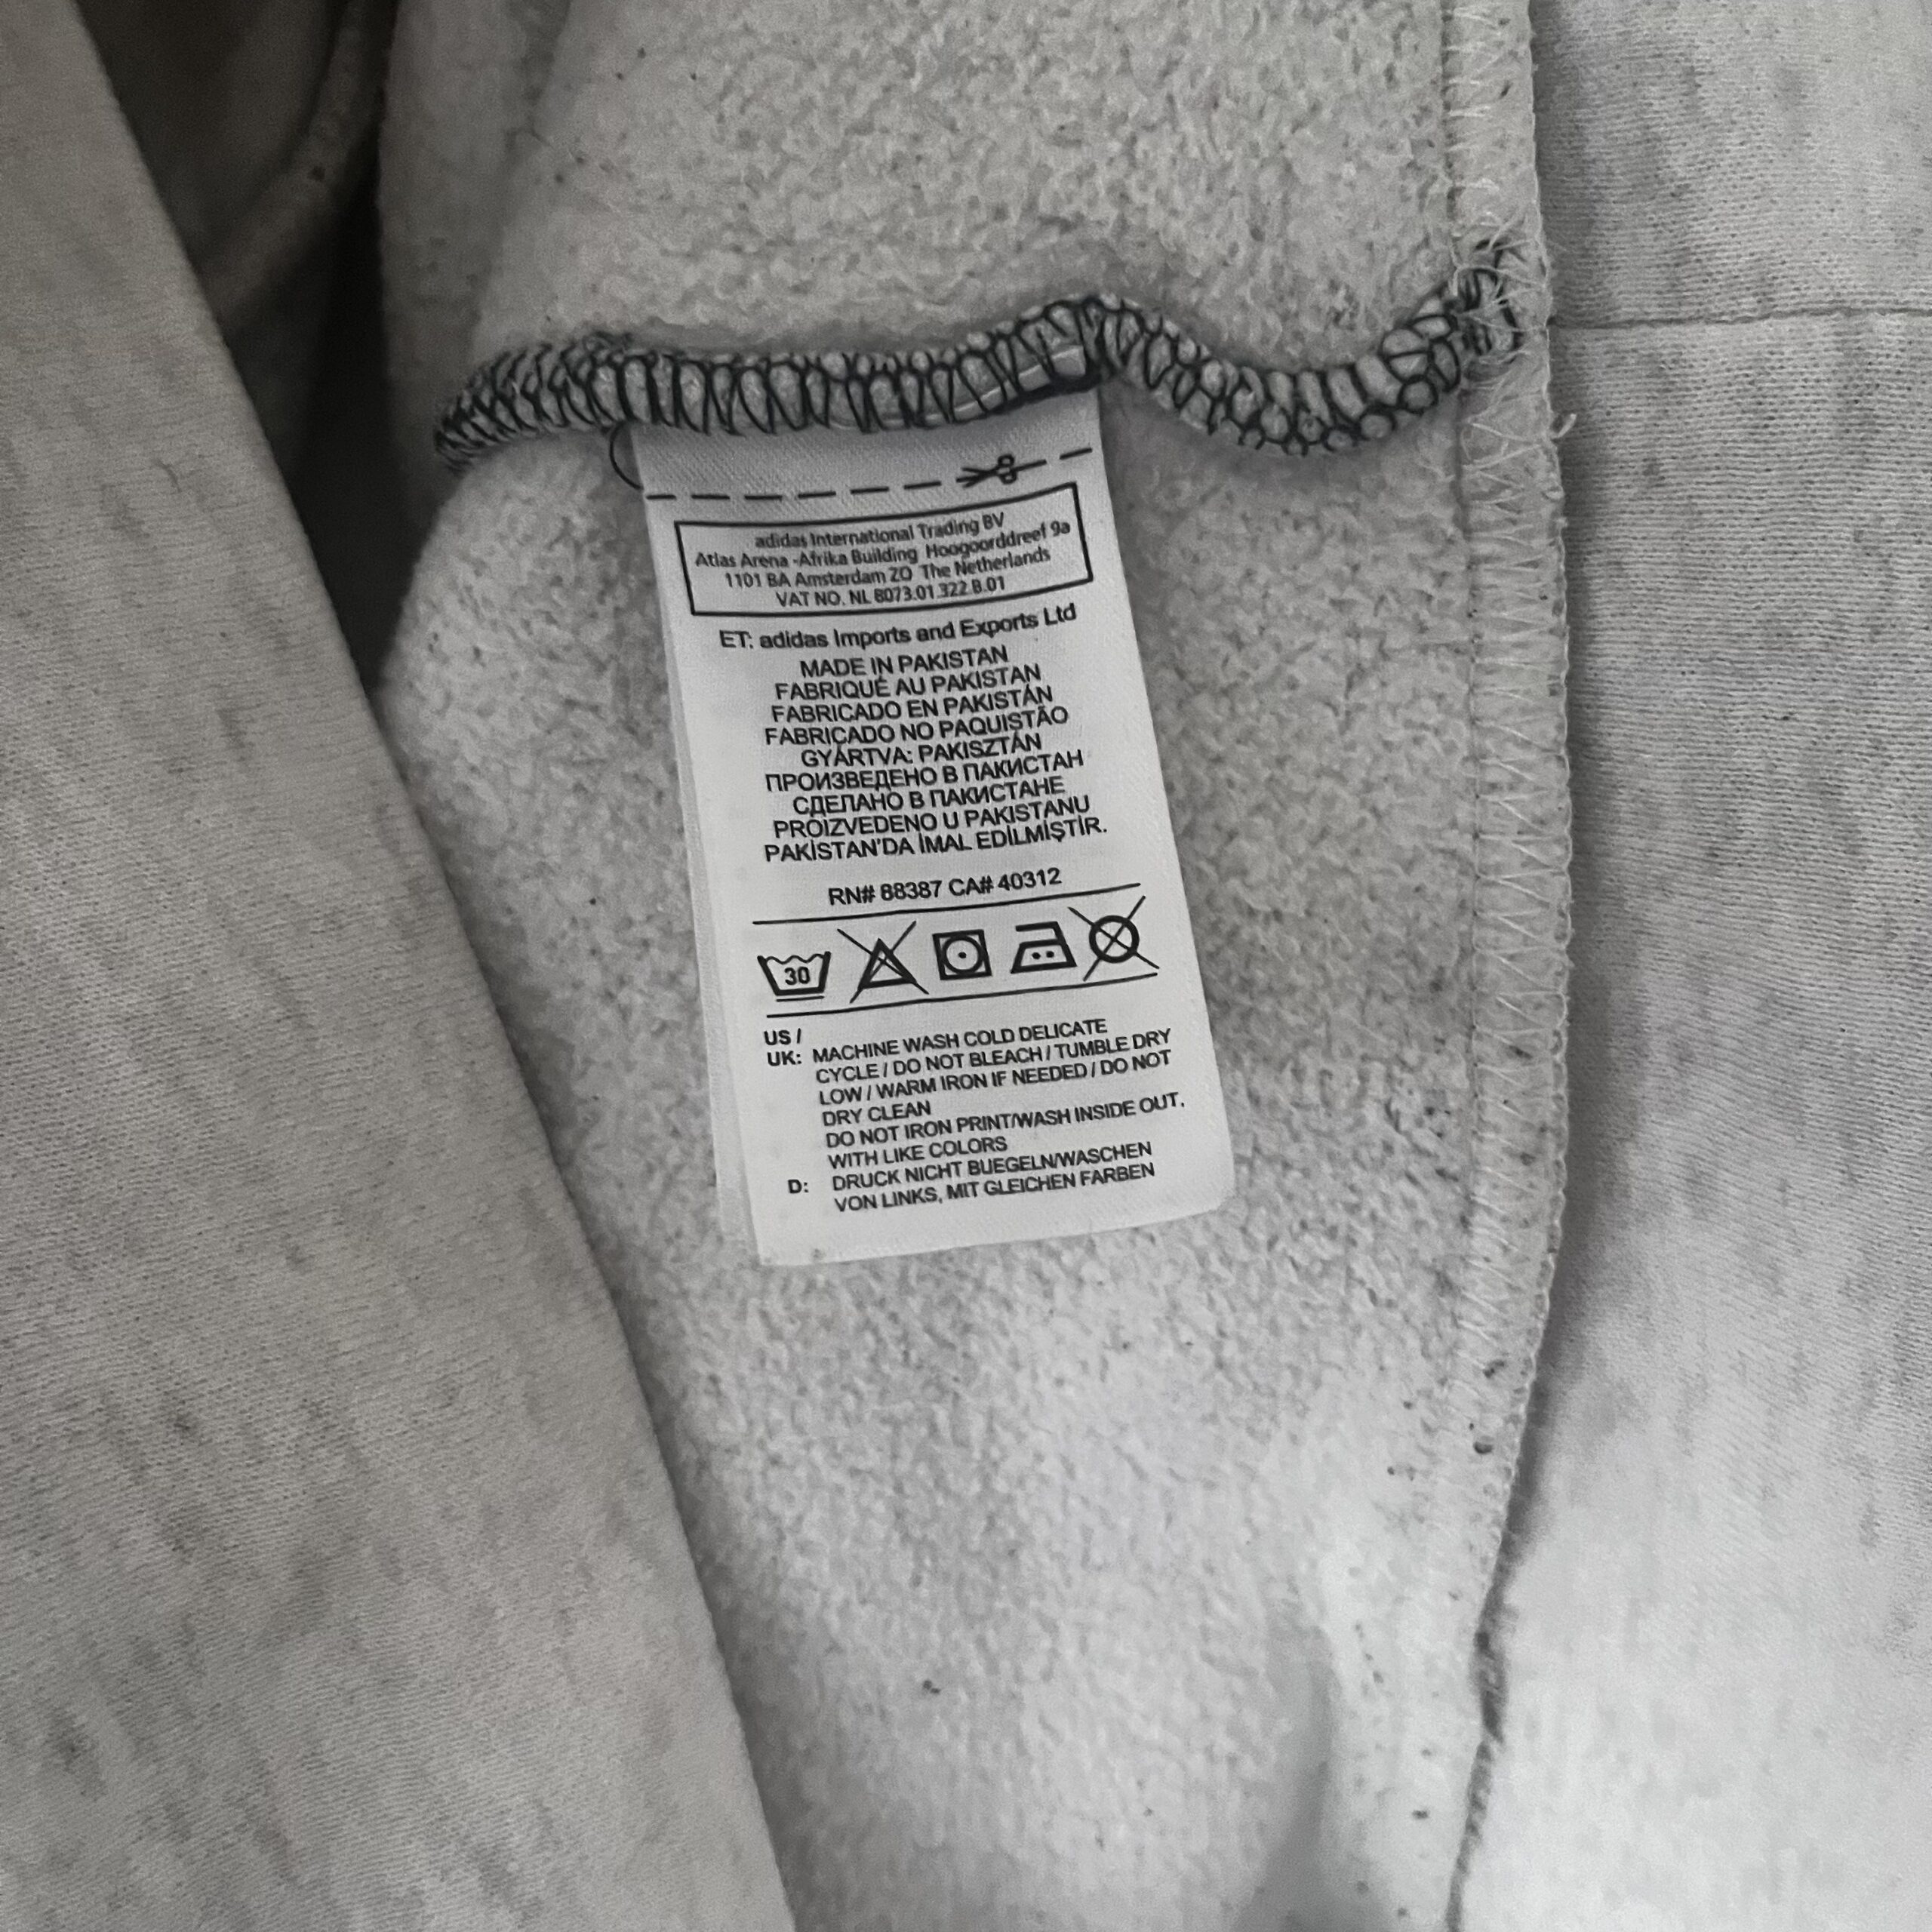 adidas International Trading BV
Atlas Arena -Afrika Building Hoogoorddreef 9a
1101 BA Amsterdam ZO The Netherlands
VAT NO. NL 8073.01.322.B.01
ET: adidas Imports and Exports Ltd
MADE IN PAKISTAN
FABRIQUÉ AU PAKISTAN
FABRICADO EN PAKISTÁN
FABRICADO NO PAQUISTÃO
GYÁRTVA: PAKISZTÁN
ПРОИЗВЕДЕНО В ПАКИСТАН
СДЕЛАНО В ПАКИСТАНЕ
PROIZVEDENO U PAKISTANU
PAKİSTAN'DA İMAL EDİLMİŞTİR.
RN# 88387 CA# 40312
30
US /
UK: MACHINE WASH COLD DELICATE
CYCLE / DO NOT BLEACH / TUMBLE DRY
LOW / WARM IRON IF NEEDED / DO NOT
DRY CLEAN
DO NOT IRON PRINT/WASH INSIDE OUT,
WITH LIKE COLORS
D: DRUCK NICHT BUEGELN/WASCHEN
VON LINKS, MIT GLEICHEN FARBEN